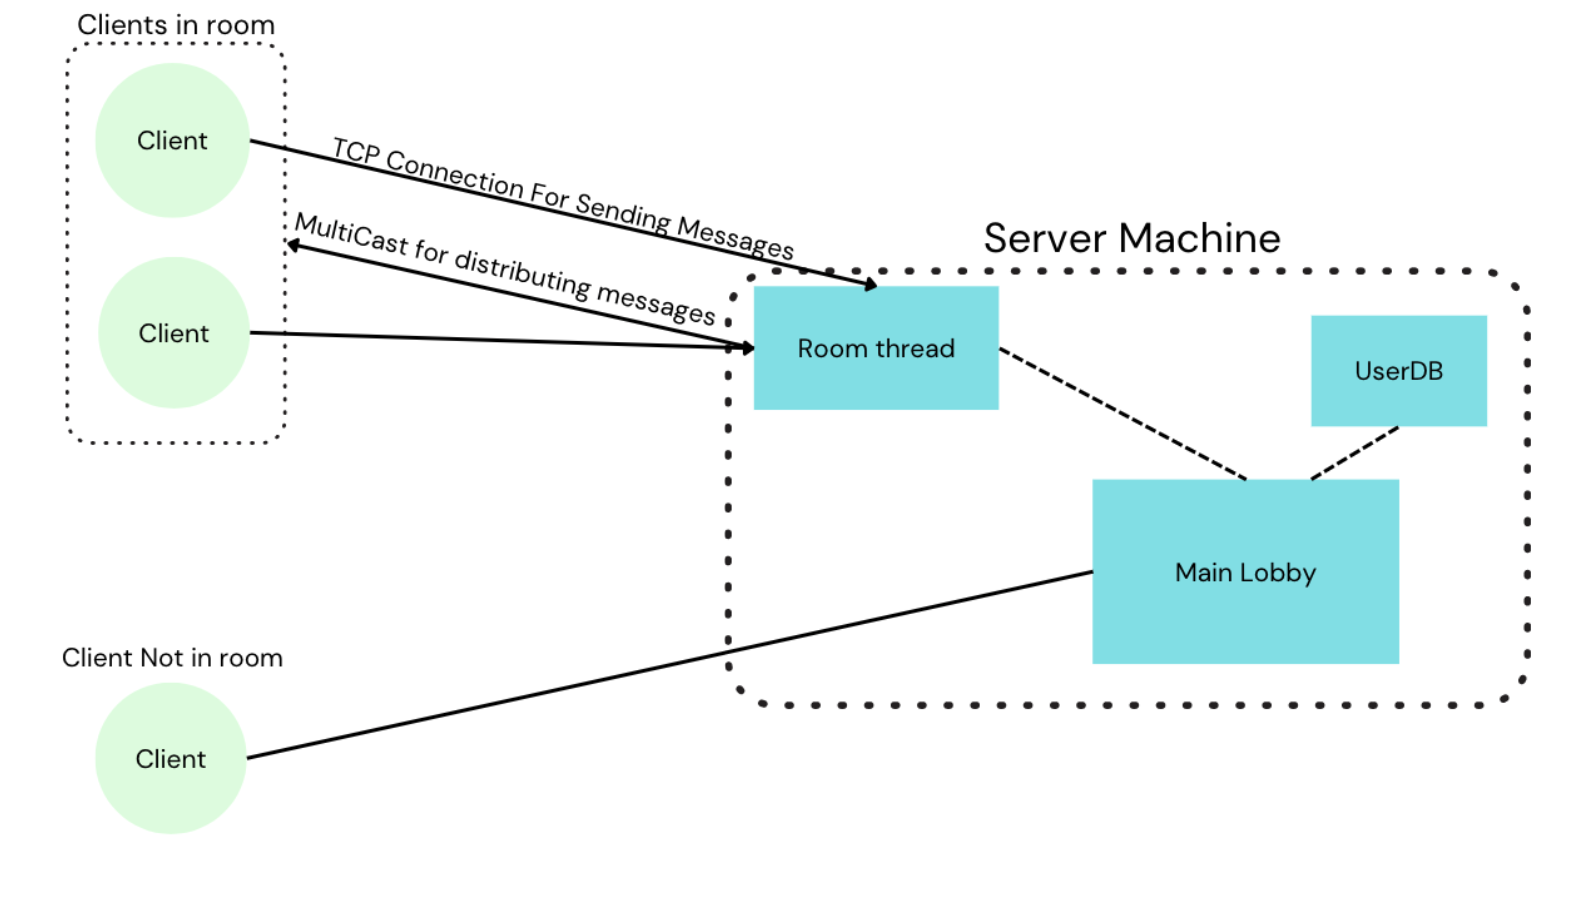 Clients in room
Client
TCP Connection For Sending Messages
MultiCast for distributing messages
Client
Server Machine
Room thread
UserDB
Main Lobby
Client Not in room
Client